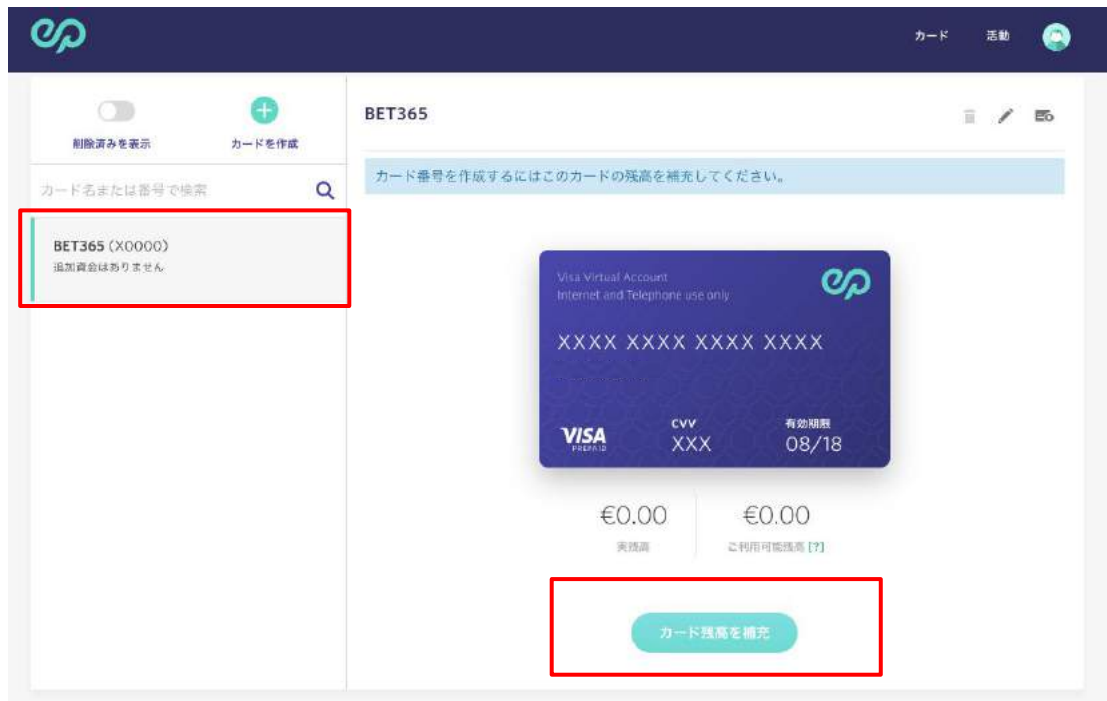 カード 活動
削除済みを表示 カードを作成
BET365
カード名または番号で検索
カード番号を作成するにはこのカードの残高を補充してください。
BET365 (X0000)
追加資会はありません
Visa Virtual Account
Internet and Telephone use only
XXXX XXXX XXXX XXXX
VISA
PREPAID
CVV
XXX
有効期限
08/18
€0.00 €0.00
実残高 ご利用可能残高 [?]
カード残高を補充